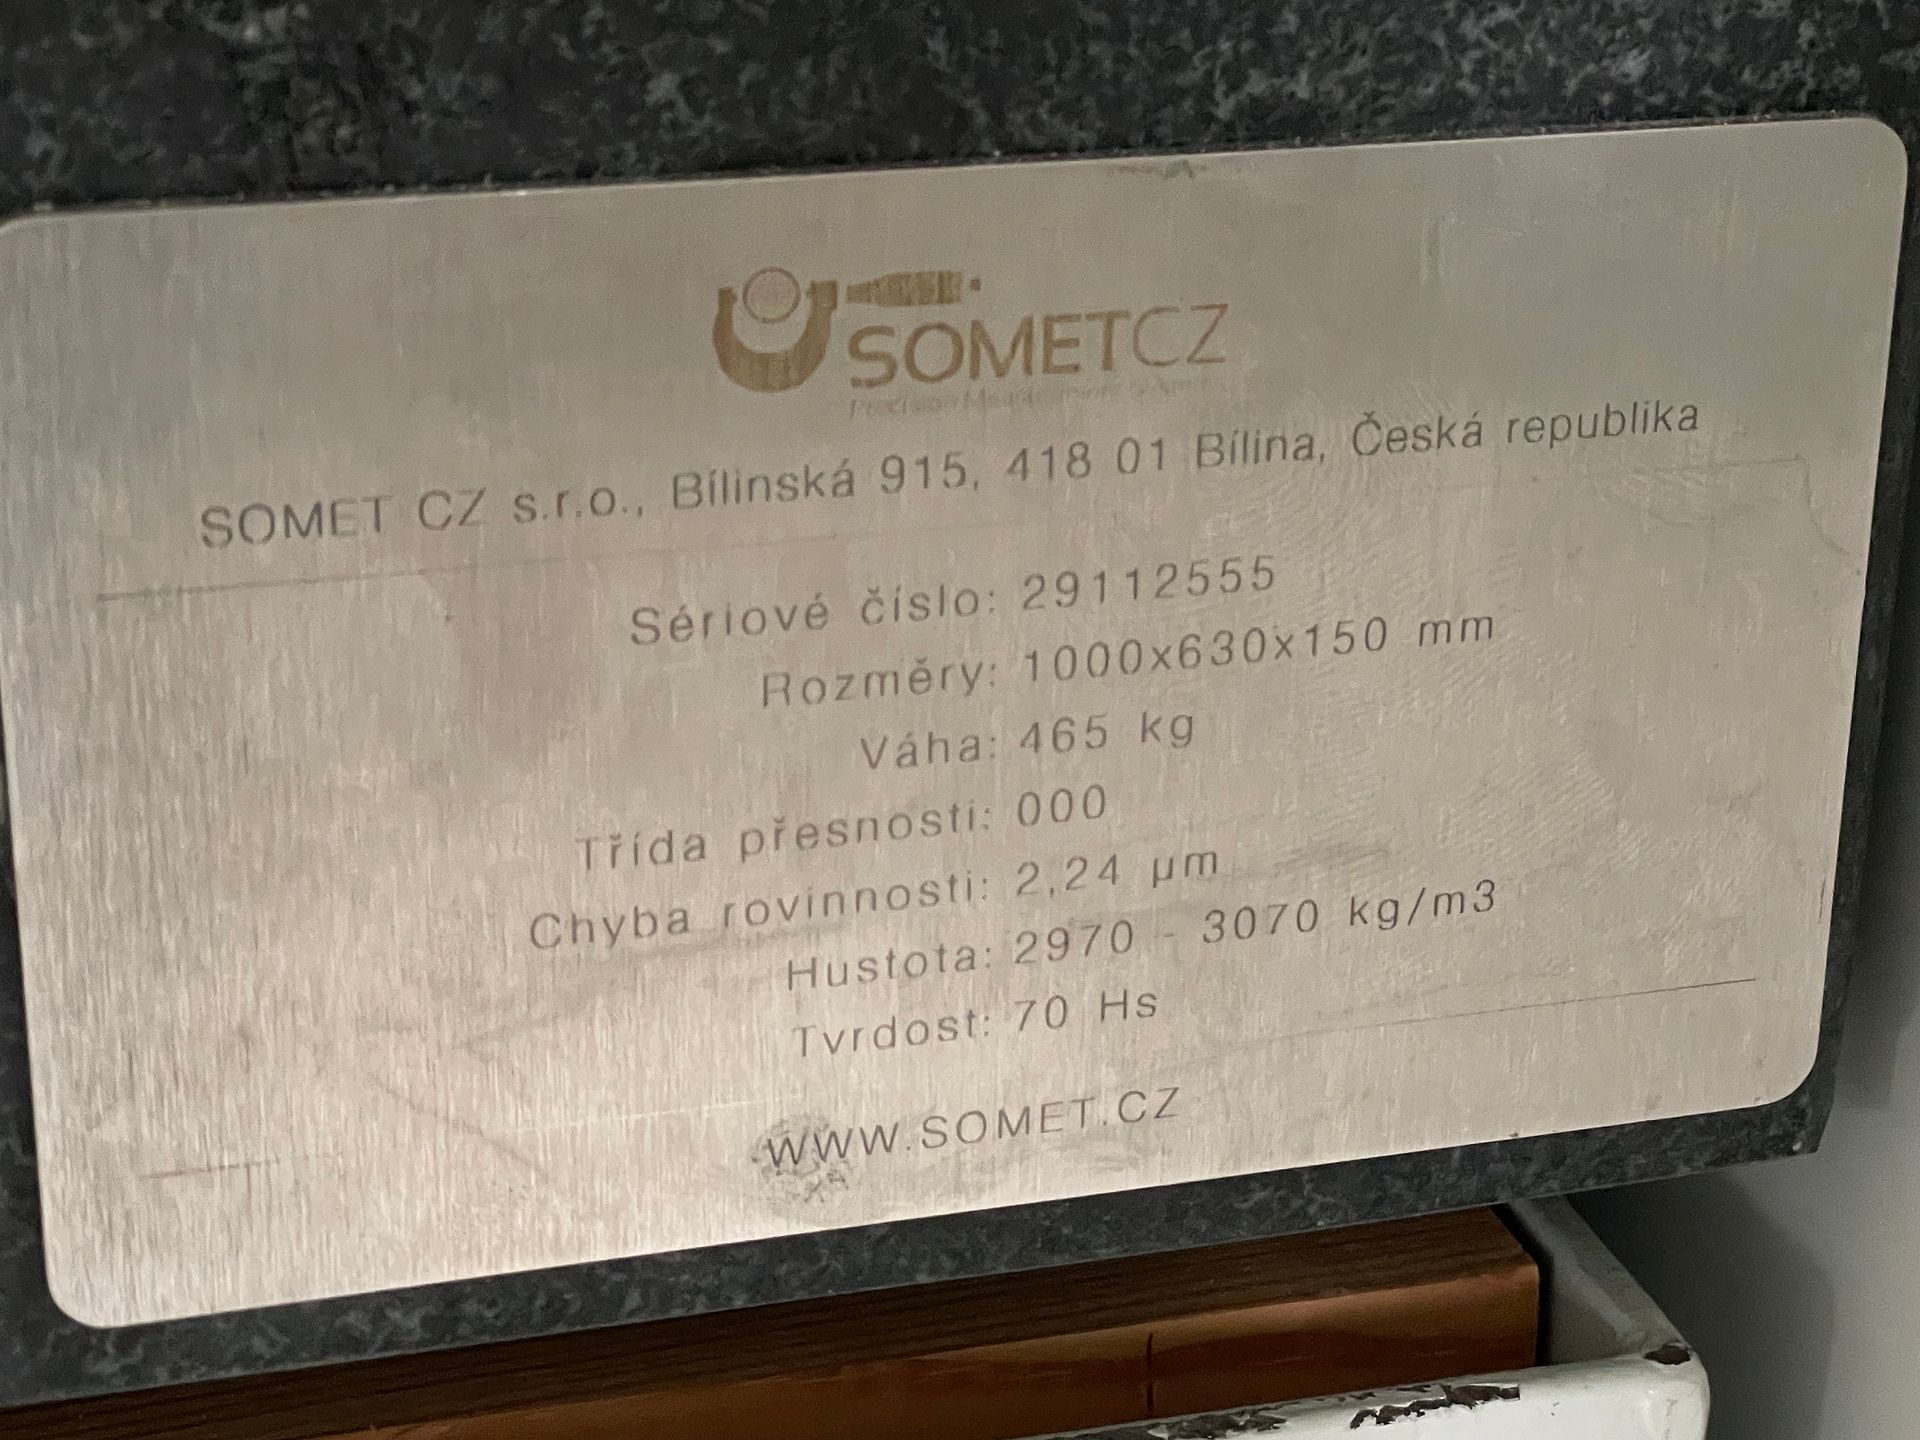 SOMETCZ
SOMET CZ s.r.o., Bílinská 915, 418 01 Bílina, Česká republika
Sériové číslo: 29112555
Rozměry: 1000x630x150 mm
Váha: 465 kg
Třída přesnosti: 000
Chyba rovinnosti: 2,24 µm
Hustota: 2970 - 3070 kg/m3
Tvrdost: 70 Hs
WWW.SOMET.CZ